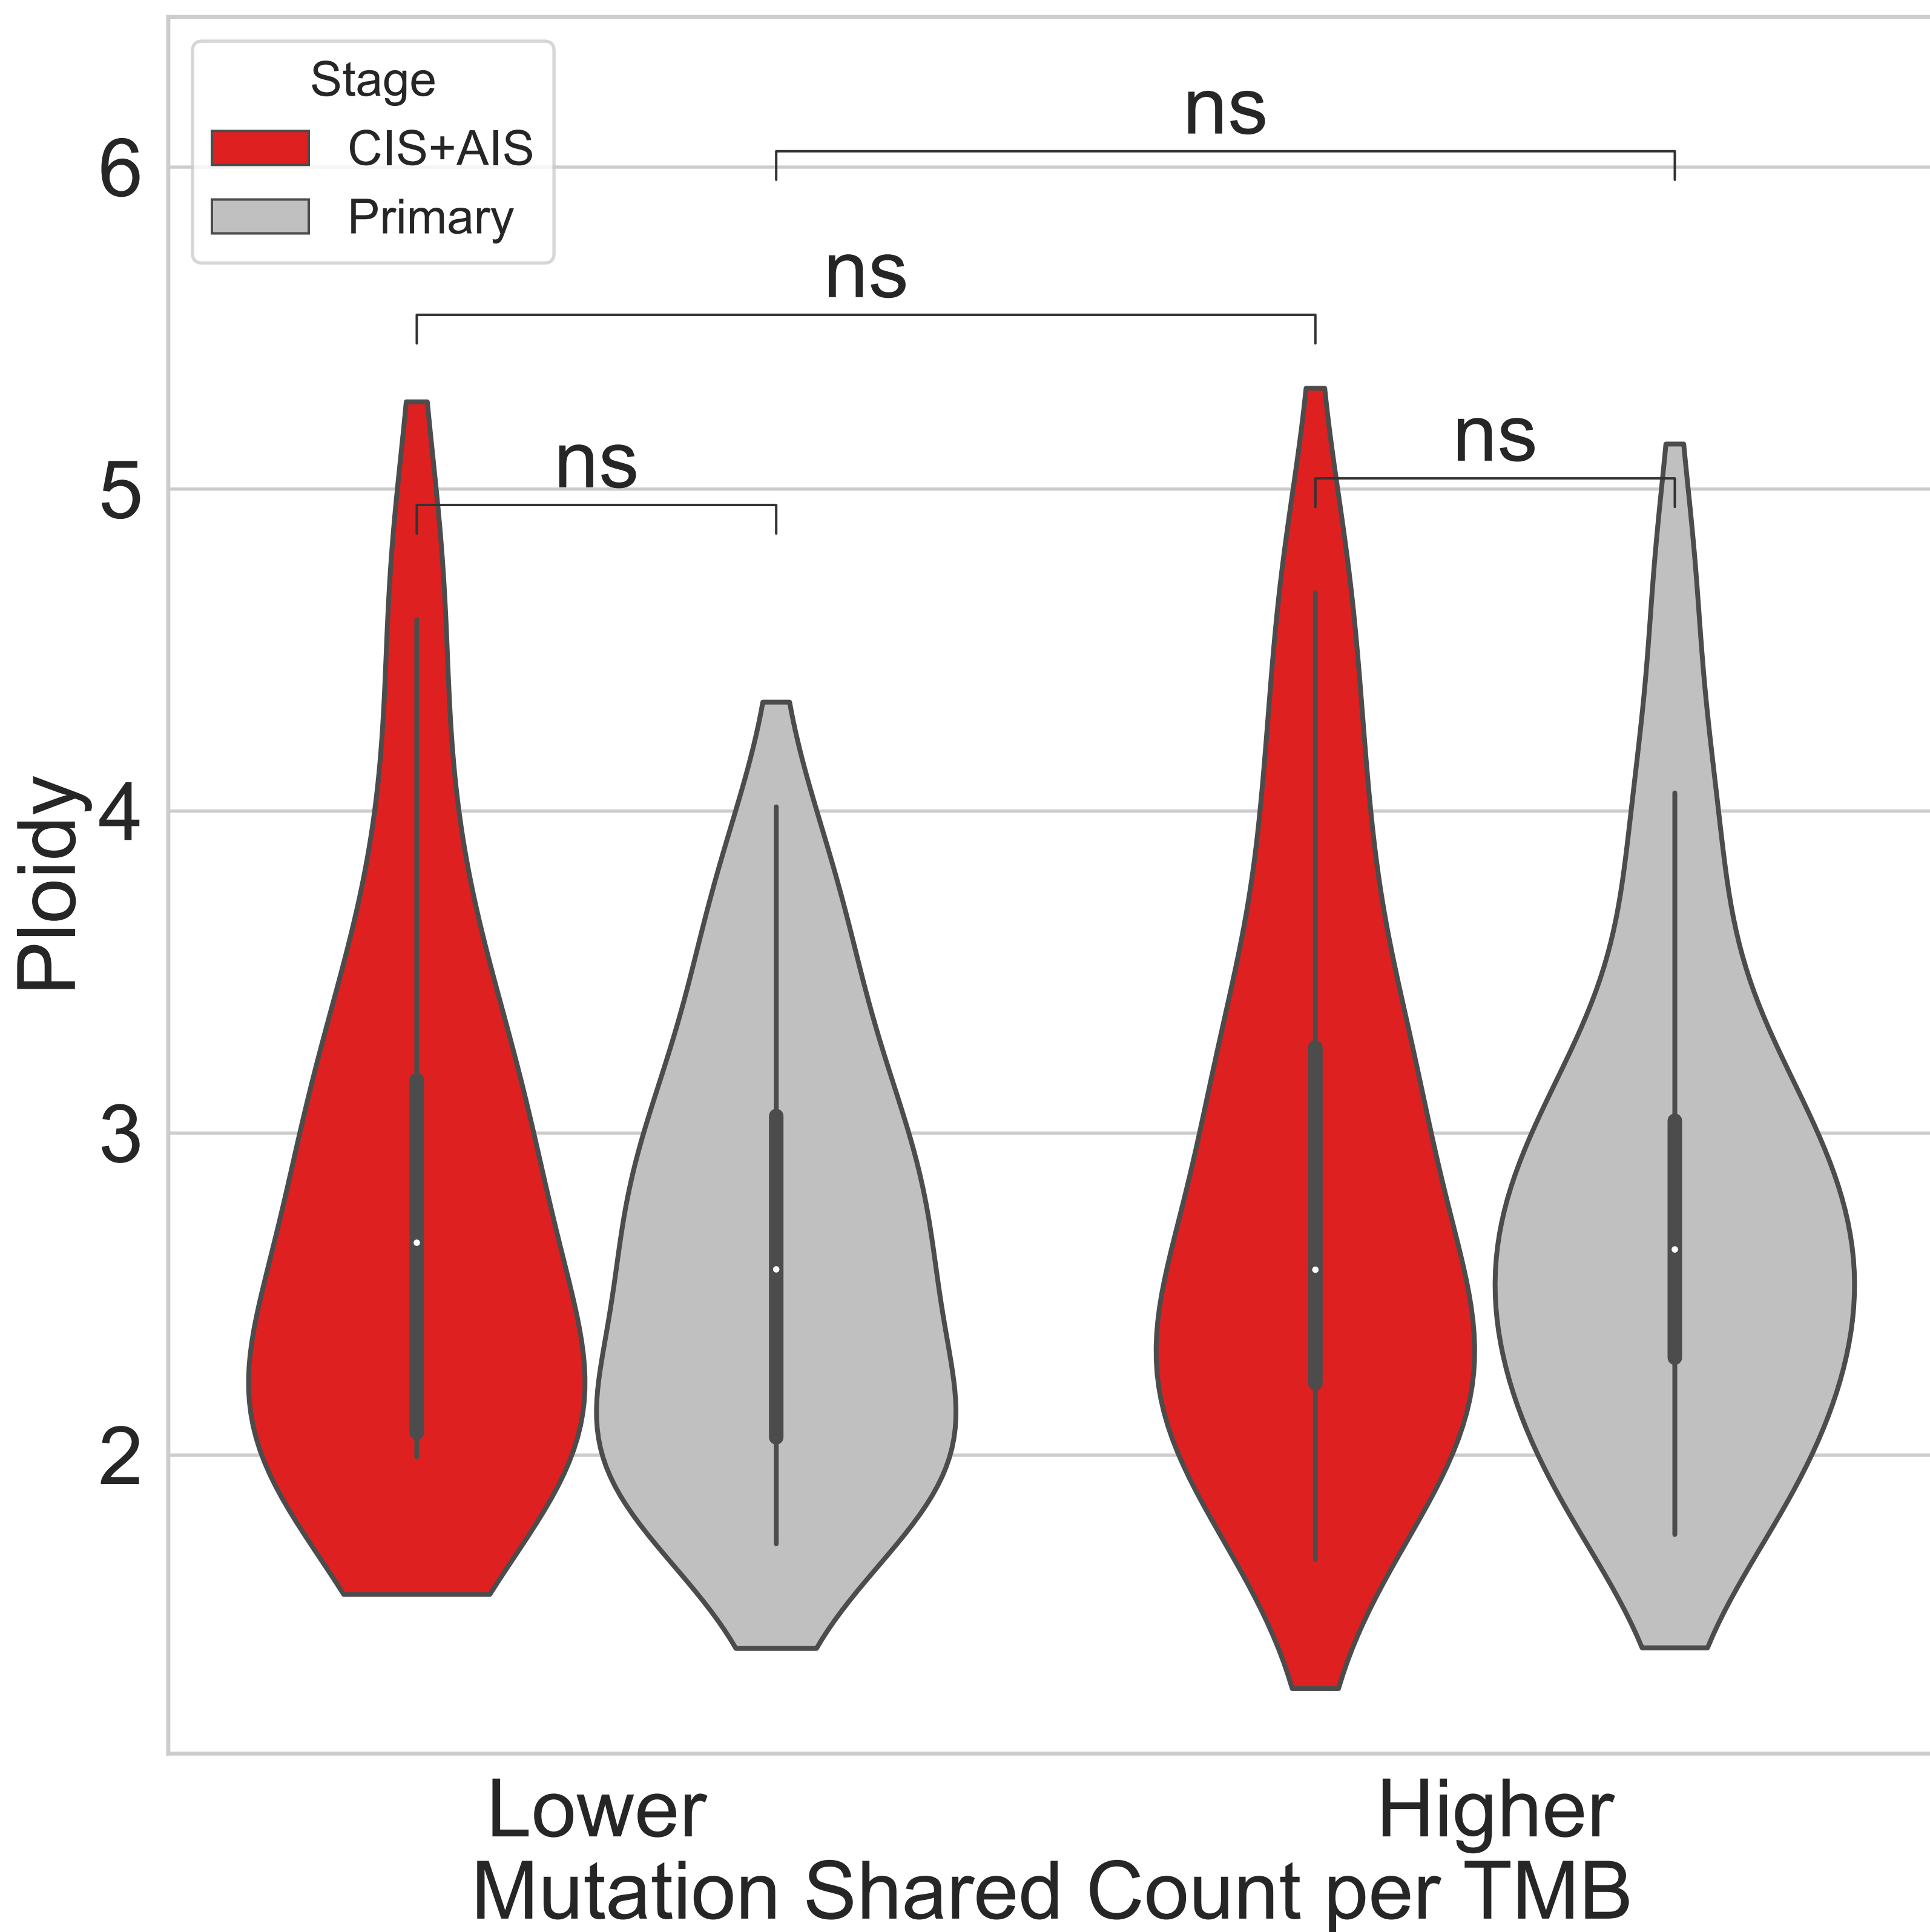 Stage
CIS+AIS
Primary
ns
ns
ns
ns
6
5
4
3
2
Ploidy
Lower
Higher
Mutation Shared Count per TMB